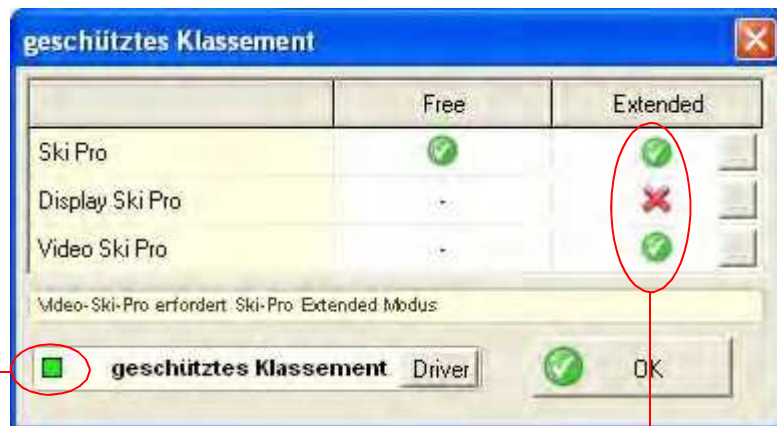 geschütztes Klassement
Free Extended
Ski Pro ...
Display Ski Pro - ...
Video Ski Pro - ...
Video-Ski-Pro erfordert Ski-Pro Extended Modus
geschütztes Klassement Driver OK